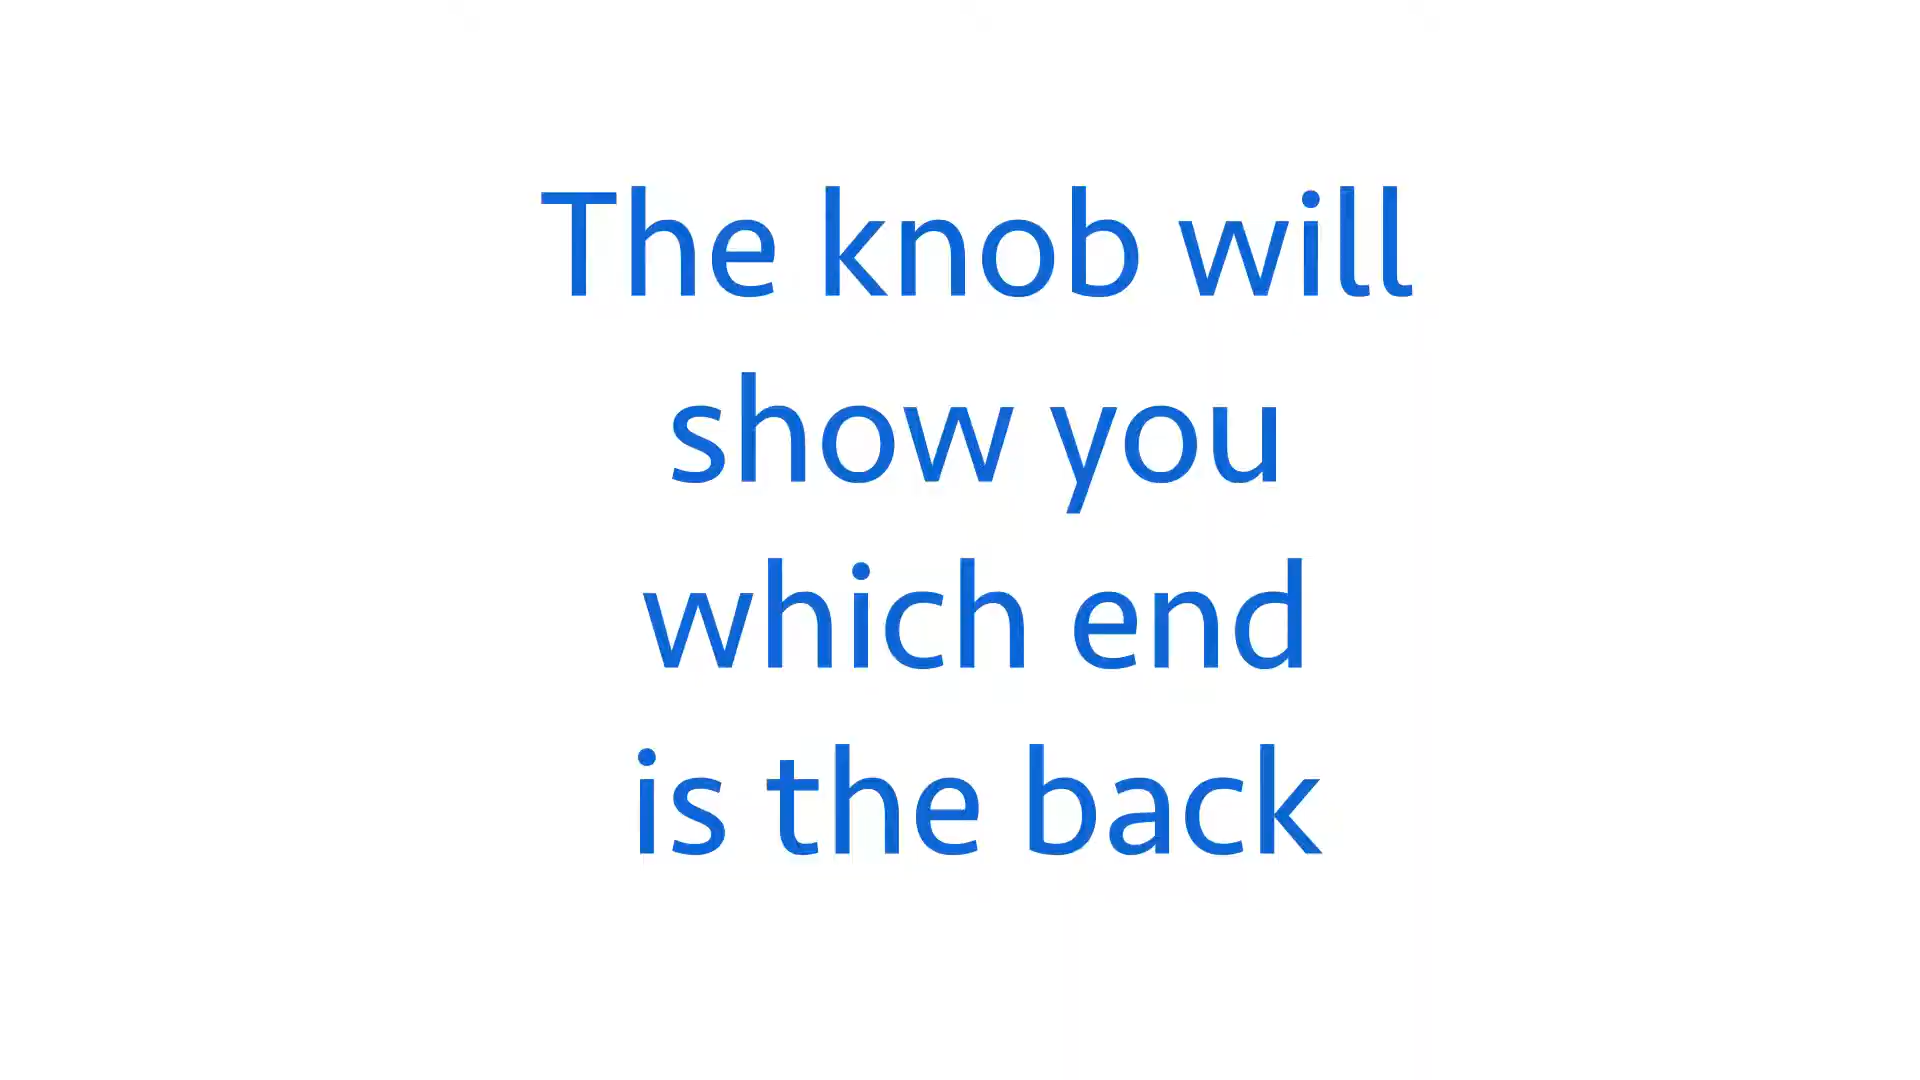 The knob will
show you
which end
is the back